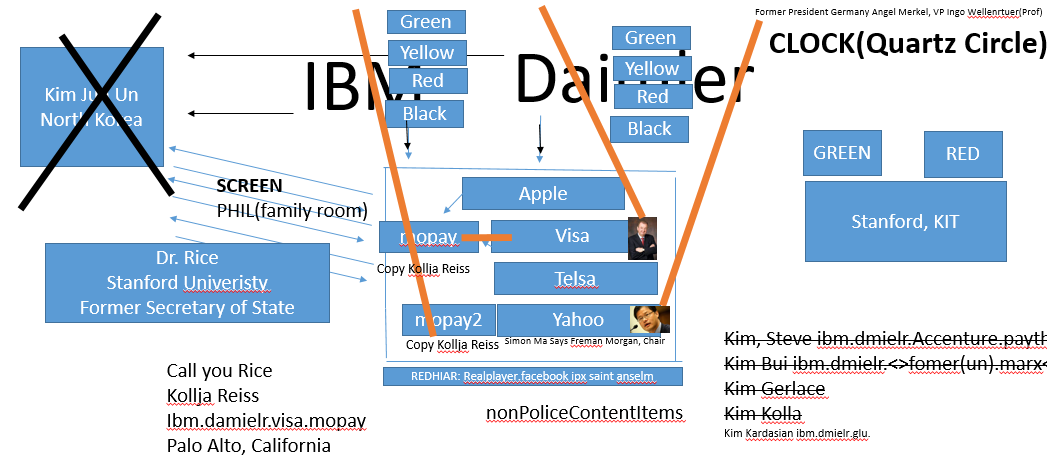 Former President Germany Angel Merkel, VP Ingo Wellenrtuer(Prof)
CLOCK(Quartz Circle)
Green
Yellow
Red
Black
IBM
Daimler
Green
Yellow
Red
Black
Kim Jun Un
North Korea
GREEN
RED
Stanford, KIT
SCREEN
PHIL(family room)
Apple
mopay
Visa
Copy Kollja Reiss
Telsa
mopay2
Yahoo
Copy Kollja Reiss
Simon Ma Says Freman Morgan, Chair
Dr. Rice
Stanford Univeristy
Former Secretary of State
REDHIAR: Realplayer.facebook ipx saint anselm
nonPoliceContentItems
Call you Rice
Kollja Reiss
Ibm.damielr.visa.mopay
Palo Alto, California
Kim, Steve ibm.dmielr.Accenture.payth
Kim Bui ibm.dmielr.<>fomer(un).marx<
Kim Gerlace
Kim Kolla
Kim Kardasian ibm.dmielr.glu.